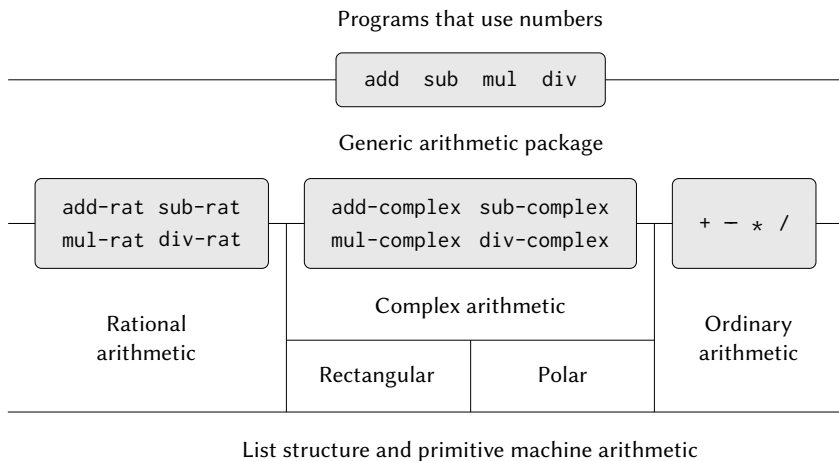 Programs that use numbers
add sub mul div
Generic arithmetic package
add-rat sub-rat
mul-rat div-rat
add-complex sub-complex
mul-complex div-complex
+ − * /
Rational
arithmetic
Complex arithmetic
Rectangular
Polar
Ordinary
arithmetic
List structure and primitive machine arithmetic